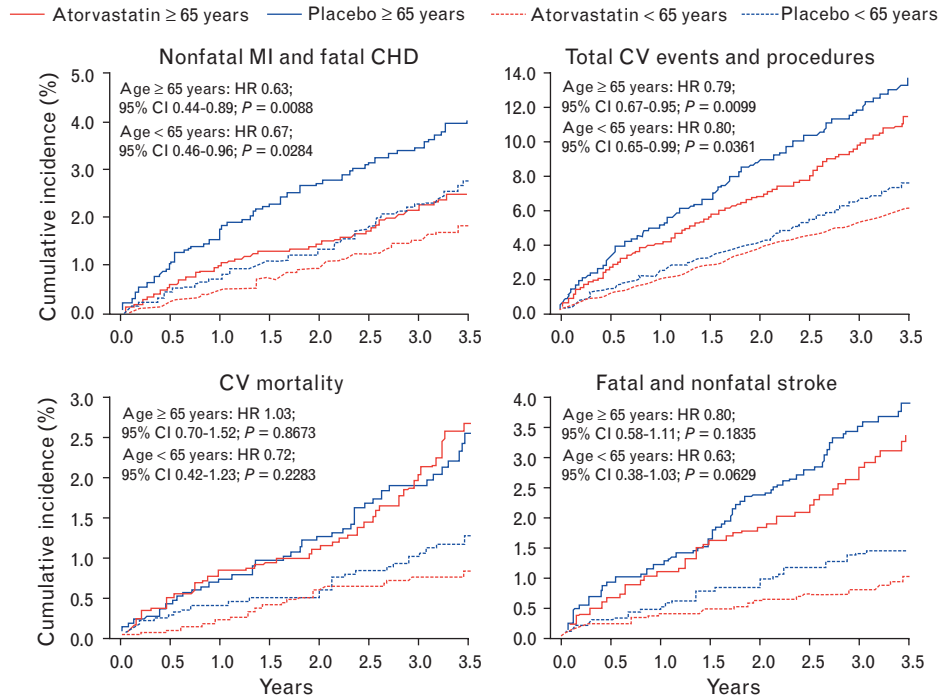 Atorvastatin ≥ 65 years Placebo ≥ 65 years Atorvastatin < 65 years Placebo < 65 years
Nonfatal MI and fatal CHD
Cumulative incidence (%)
5.0
4.0
3.0
2.0
1.0
0.0
Age ≥ 65 years: HR 0.63;
95% CI 0.44-0.89; P = 0.0088
Age < 65 years: HR 0.67;
95% CI 0.46-0.96; P = 0.0284
0.0 0.5 1.0 1.5 2.0 2.5 3.0 3.5
Total CV events and procedures
14.0
12.0
10.0
8.0
6.0
4.0
2.0
0.0
Age ≥ 65 years: HR 0.79;
95% CI 0.67-0.95; P = 0.0099
Age < 65 years: HR 0.80;
95% CI 0.65-0.99; P = 0.0361
0.0 0.5 1.0 1.5 2.0 2.5 3.0 3.5
CV mortality
Cumulative incidence (%)
3.0
2.5
2.0
1.5
1.0
0.5
0.0
Age ≥ 65 years: HR 1.03;
95% CI 0.70-1.52; P = 0.8673
Age < 65 years: HR 0.72;
95% CI 0.42-1.23; P = 0.2283
0.0 0.5 1.0 1.5 2.0 2.5 3.0 3.5
Years
Fatal and nonfatal stroke
4.0
3.5
3.0
2.5
2.0
1.5
1.0
0.5
0.0
Age ≥ 65 years: HR 0.80;
95% CI 0.58-1.11; P = 0.1835
Age < 65 years: HR 0.63;
95% CI 0.38-1.03; P = 0.0629
0.0 0.5 1.0 1.5 2.0 2.5 3.0 3.5
Years